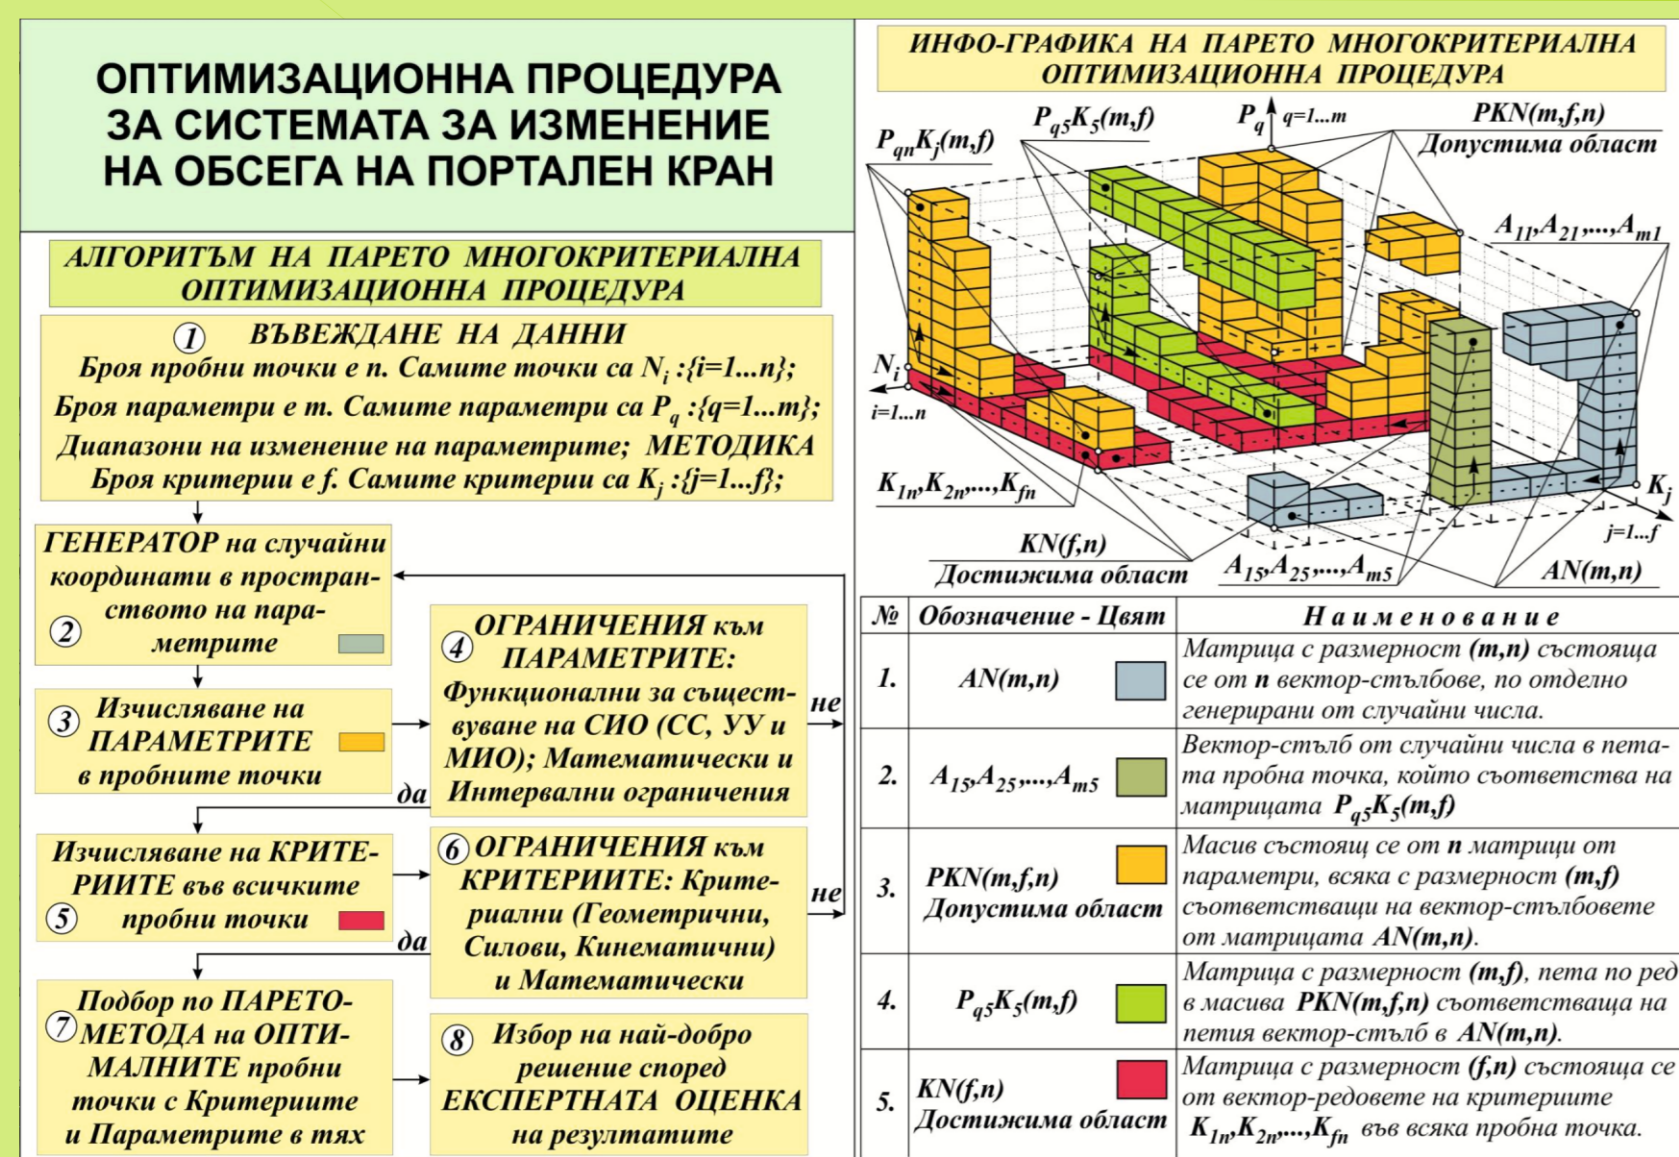 ОПТИМИЗАЦИОННА ПРОЦЕДУРА
ЗА СИСТЕМАТА ЗА ИЗМЕНЕНИЕ
НА ОБСЕГА НА ПОРТАЛЕН КРАН
АЛГОРИТЪМ НА ПАРЕТО МНОГОКРИТЕРИАЛНА
ОПТИМИЗАЦИОННА ПРОЦЕДУРА
1 ВЪВЕЖДАНЕ НА ДАННИ
Броя пробни точки е n. Самите точки са Ni :{i=1...n};
Броя параметри е m. Самите параметри са Pq :{q=1...m};
Диапазони на изменение на параметрите; МЕТОДИКА
Броя критерии е f. Самите критерии са Kj :{j=1...f};
ГЕНЕРАТОР на случайни
координати в простран-
ството на пара-
2 метрите
3 Изчисляване на
ПАРАМЕТРИТЕ
в пробните точки
4 ОГРАНИЧЕНИЯ към
ПАРАМЕТРИТЕ:
Функционални за същест-
вуване на СИО (СС, УУ и
МИО); Математически и
Интервални ограничения
не
да
Изчисляване на КРИТЕ-
РИИТЕ във всичките
5 пробни точки
6 ОГРАНИЧЕНИЯ към
КРИТЕРИИТЕ: Крите-
риални (Геометрични,
Силови, Кинематични)
и Математически
не
да
Подбор по ПАРЕТО-
7 МЕТОДА на ОПТИ-
МАЛНИТЕ пробни
точки с Критериите
и Параметрите в тях
8 Избор на най-добро
решение според
ЕКСПЕРТНАТА ОЦЕНКА
на резултатите
ИНФО-ГРАФИКА НА ПАРЕТО МНОГОКРИТЕРИАЛНА
ОПТИМИЗАЦИОННА ПРОЦЕДУРА
PqnKj(m,f)
Pq5K5(m,f)
Pq q=1...m
PKN(m,f,n)
Допустима област
A11,A21,...,Am1
Ni
i=1...n
K1n,K2n,...,Kfn
Kj
j=1...f
KN(f,n)
Достижима област
A15,A25,...,Am5
AN(m,n)
№ Обозначение - Цвят Наименование
1. AN(m,n)
Матрица с размерност (m,n) състояща
се от n вектор-стълбове, по отделно
генерирани от случайни числа.
2. A15,A25,...,Am5
Вектор-стълб от случайни числа в пета-
та пробна точка, който съответства на
матрицата Pq5K5(m,f)
3. PKN(m,f,n)
Допустима област
Масив състоящ се от n матрици от
параметри, всяка с размерност (m,f)
съответстващи на вектор-стълбовете
от матрицата AN(m,n).
4. Pq5K5(m,f)
Матрица с размерност (m,f), пета по ред
в масива PKN(m,f,n) съответстваща на
петия вектор-стълб в AN(m,n).
5. KN(f,n)
Достижима област
Матрица с размерност (f,n) състояща се
от вектор-редовете на критериите
K1n,K2n,...,Kfn във всяка пробна точка.